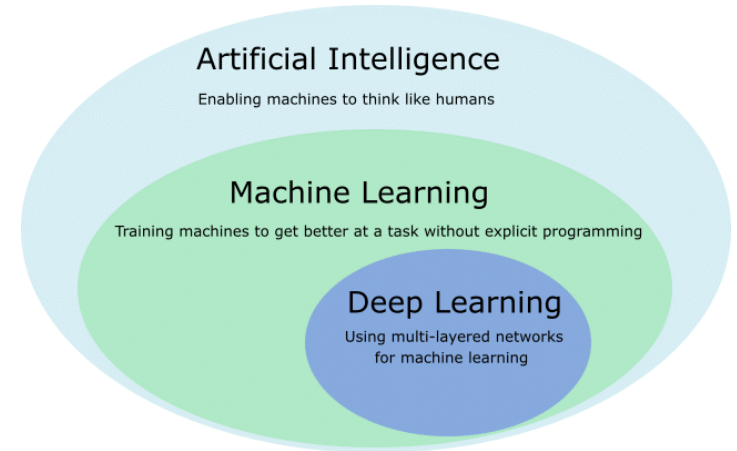 Artificial Intelligence
Enabling machines to think like humans
Machine Learning
Training machines to get better at a task without explicit programming
Deep Learning
Using multi-layered networks
for machine learning